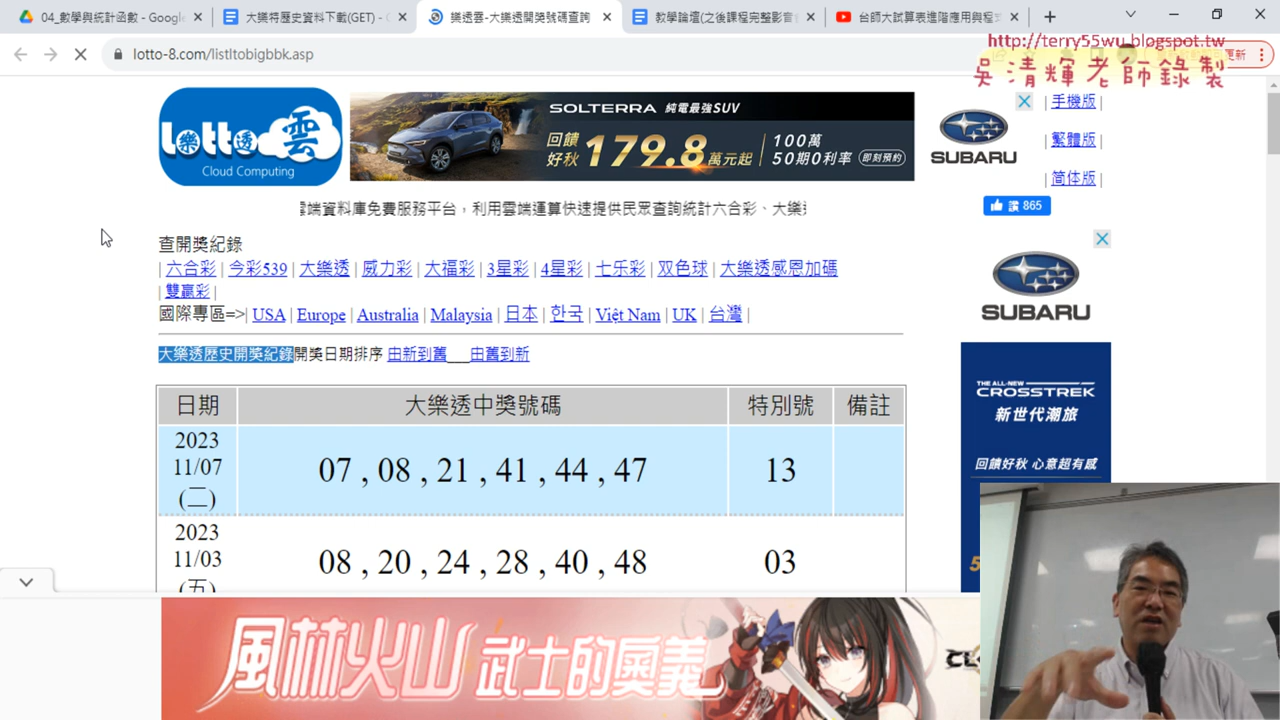 04_數學與統計函數 - Google
大樂特歷史資料下載(GET) -
樂透雲-大樂透開獎號碼查詢
教學論壇(之後課程完整影音
台師大試算表進階應用與程式
http://terry55wu.blogspot.tw
lotto-8.com/listltobigbbk.asp
更新
吳清輝老師錄製
Lotto
樂透
雲
Cloud Computing
SOLTERRA 純電最強SUV
回饋好秋 179.8 萬元起
100萬
50期0利率
即刻預約
SUBARU
| 手機版 |
| 繁體版 |
| 简体版 |
讚 865
雲端資料庫免費服務平台，利用雲端運算快速提供民眾查詢統計六合彩、大樂透
查開獎紀錄
| 六合彩 | 今彩539 | 大樂透 | 威力彩 | 大福彩 | 3星彩 | 4星彩 | 七乐彩 | 双色球 | 大樂透感恩加碼
| 雙贏彩 |
國際專區=>| USA | Europe | Australia | Malaysia | 日本 | 한국 | Việt Nam | UK | 台灣 |
SUBARU
大樂透歷史開獎紀錄開獎日期排序 由新到舊___由舊到新
日期 大樂透中獎號碼 特別號 備註
2023
11/07
(二)
07 , 08 , 21 , 41 , 44 , 47 13
2023
11/03
(五)
08 , 20 , 24 , 28 , 40 , 48 03
THE ALL-NEW
CROSSTREK
新世代潮旅
回饋好秋 心意超有感
風林火山 武士的奧義